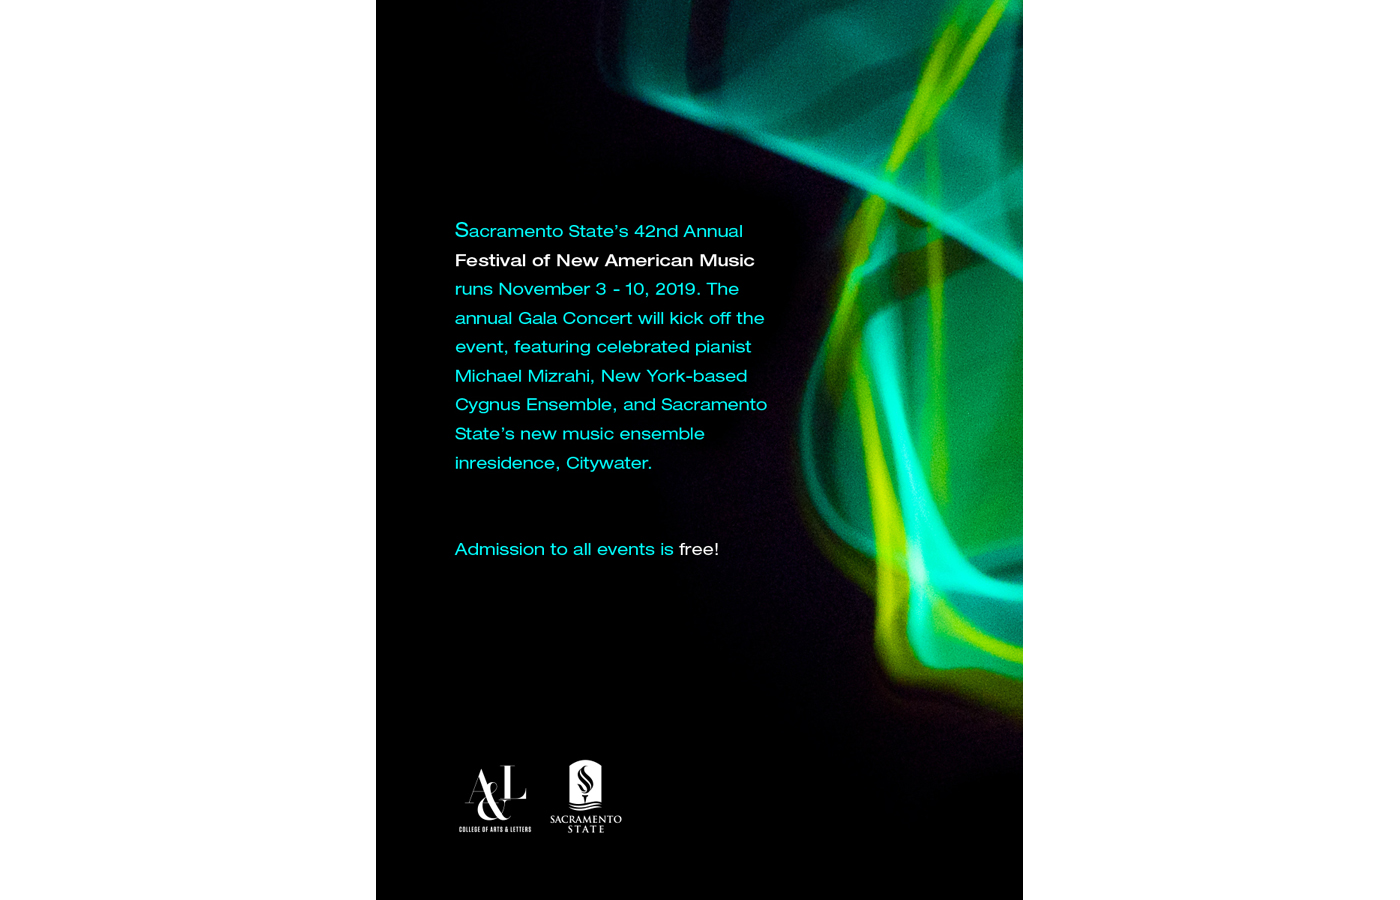 Sacramento State’s 42nd Annual
Festival of New American Music
runs November 3 - 10, 2019. The
annual Gala Concert will kick off the
event, featuring celebrated pianist
Michael Mizrahi, New York-based
Cygnus Ensemble, and Sacramento
State’s new music ensemble
inresidence, Citywater.
Admission to all events is free!
A&L
COLLEGE OF ARTS & LETTERS
SACRAMENTO
STATE